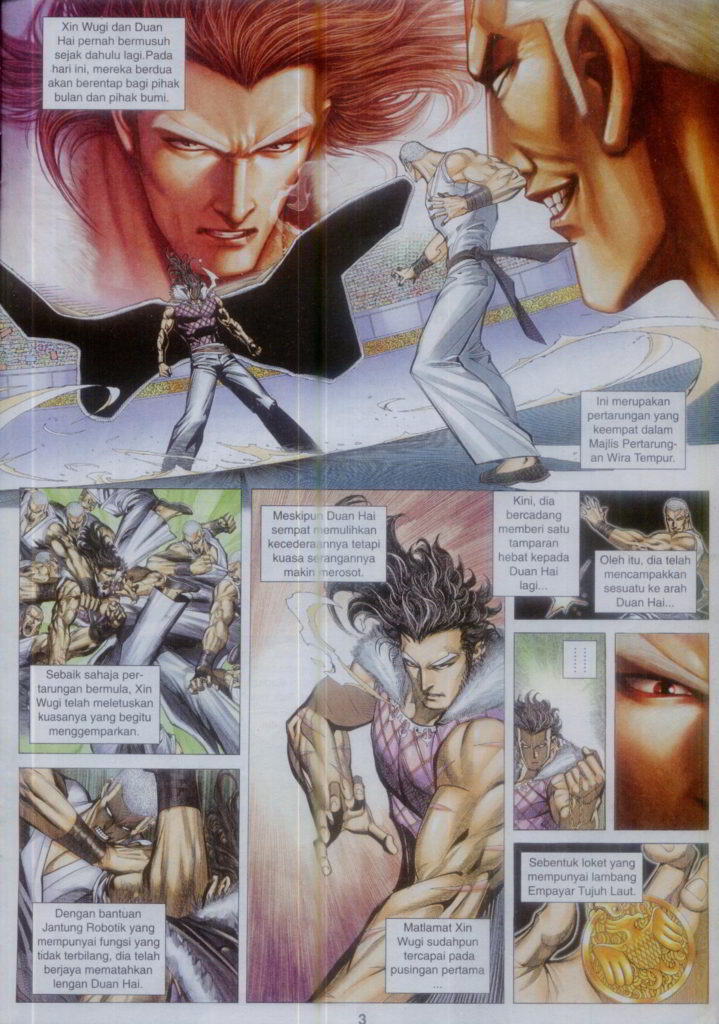 Xin Wugi dan Duan
Hai pernah bermusuh
sejak dahulu lagi.Pada
hari ini, mereka berdua
akan berentap bagi pihak
bulan dan pihak bumi.
Ini merupakan
pertarungan yang
keempat dalam
Majlis Pertarung-
an Wira Tempur.
Sebaik sahaja per-
tarungan bermula, Xin
Wugi telah meletuskan
kuasanya yang begitu
menggemparkan.
Dengan bantuan
Jantung Robotik yang
mempunyai fungsi yang
tidak terbilang, dia telah
berjaya mematahkan
lengan Duan Hai.
Meskipun Duan Hai
sempat memulihkan
kecederaannya tetapi
kuasa serangannya
makin merosot.
Matlamat Xin
Wugi sudahpun
tercapai pada
pusingan pertama
...
Kini, dia
bercadang
memberi satu
tamparan
hebat kepada
Duan Hai
lagi...
Oleh itu, dia telah
mencampakkan
sesuatu ke arah
Duan Hai...
......
Sebentuk loket yang
mempunyai lambang
Empayar Tujuh Laut.
3